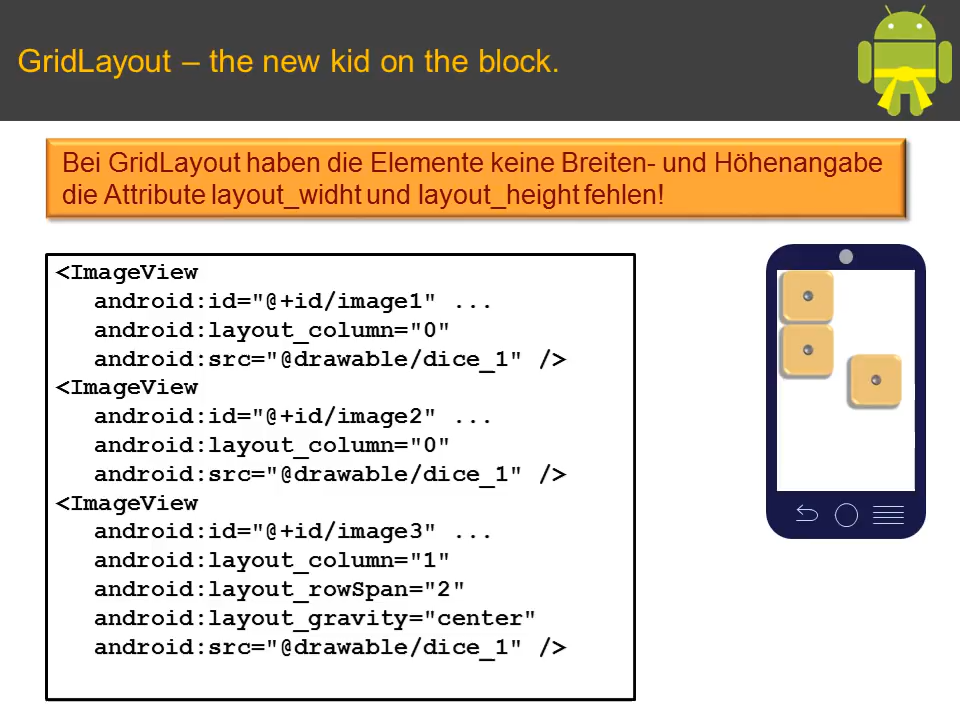 GridLayout – the new kid on the block.
Bei GridLayout haben die Elemente keine Breiten- und Höhenangabe
die Attribute layout_widht und layout_height fehlen!
<ImageView
android:id="@+id/image1" ...
android:layout_column="0"
android:src="@drawable/dice_1" />
<ImageView
android:id="@+id/image2" ...
android:layout_column="0"
android:src="@drawable/dice_1" />
<ImageView
android:id="@+id/image3" ...
android:layout_column="1"
android:layout_rowSpan="2"
android:layout_gravity="center"
android:src="@drawable/dice_1" />